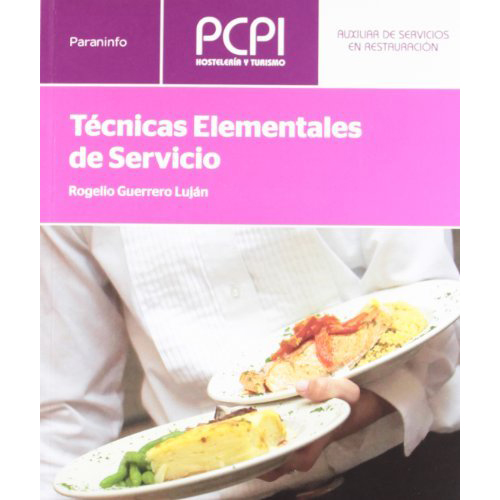 Paraninfo
PCPI
HOSTELERÍA Y TURISMO
AUXILIAR DE SERVICIOS
EN RESTAURACIÓN
Técnicas Elementales
de Servicio
Rogelio Guerrero Luján